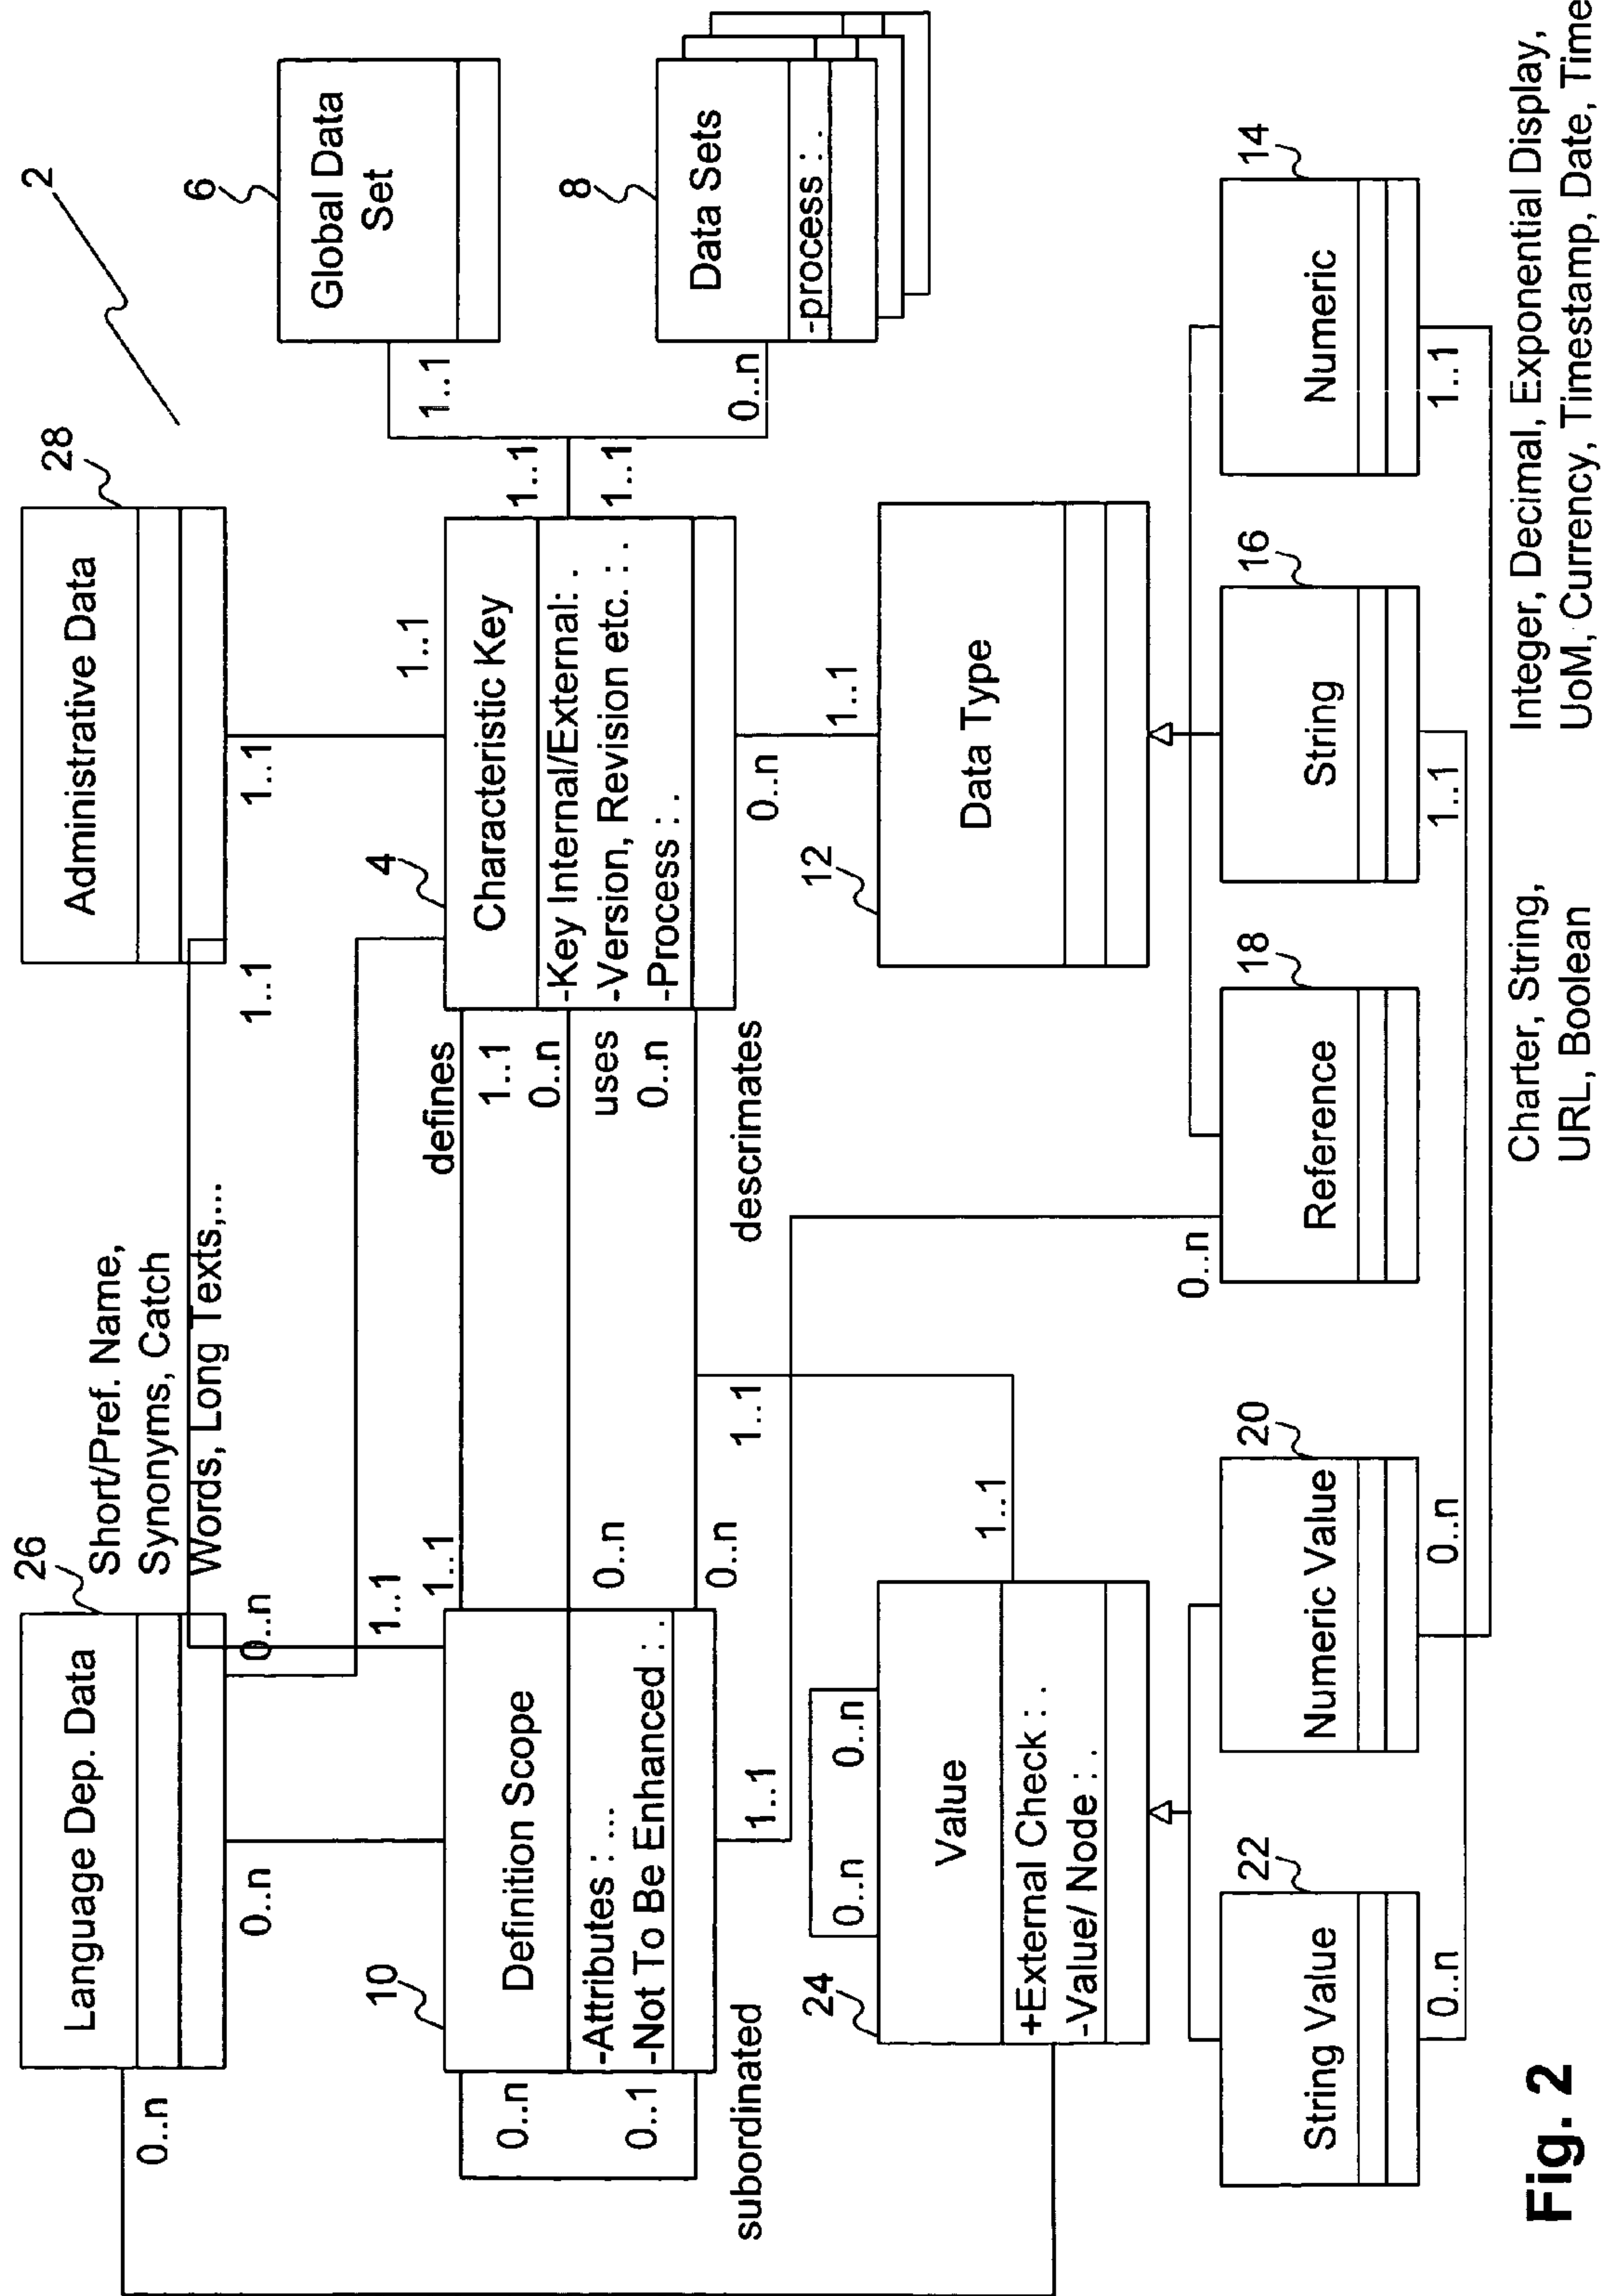 26
Short/Pref. Name,
Synonyms, Catch
Words, Long Texts,...
28
2
Language Dep. Data
Administrative Data
0..n
0..n
0..n
1..1
1..1
1..1
1..1
1..1
6
Global Data
Set
1..1
10
Definition Scope
-Attributes : ...
-Not To Be Enhanced : .
0..n
0..1
subordinated
1..1
0..n
0..n
defines
1..1
0..n
uses
0..n
descrimates
4
Characteristic Key
-Key Internal/External: .
-Version, Revision etc. : .
-Process : .
1..1
1..1
8
Data Sets
-process : .
0..n
1..1
1..1
0..n
1..1
24
Value
+External Check : .
-Value/ Node : .
0..n
0..n
1..1
12
Data Type
0..n
22
String Value
0..n
20
Numeric Value
0..n
18
Reference
16
String
1..1
14
Numeric
1..1
Charter, String,
URL, Boolean
Integer, Decimal, Exponential Display,
UoM, Currency, Timestamp, Date, Time
Fig. 2